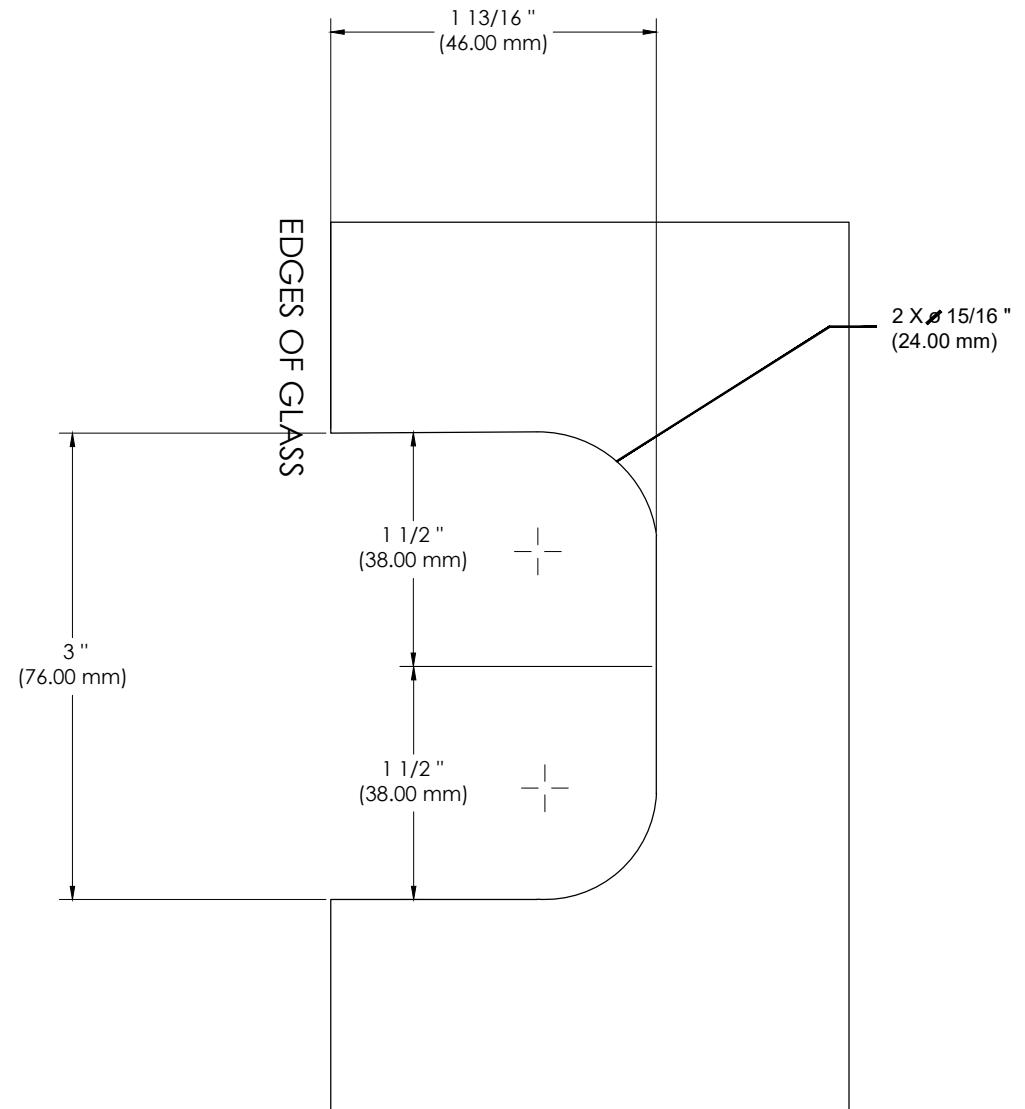 1 13/16 "
(46.00 mm)
EDGES OF GLASS
2 X ⌀ 15/16 "
(24.00 mm)
1 1/2 "
(38.00 mm)
3 "
(76.00 mm)
1 1/2 "
(38.00 mm)